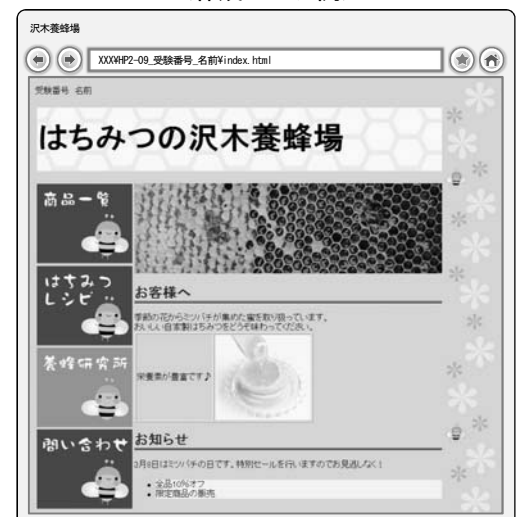 沢木養蜂場
XXX¥HP2-09_受験番号_名前¥index.html
受験番号 名前
はちみつの沢木養蜂場
商品一覧
はちみつ
レシピ
養蜂研究所
問い合わせ
お客様へ
季節の花からミツバチが集めた蜜を取り扱っています。
おいしい自家製はちみつをどうぞ味わってください。
栄養素が豊富です♪
お知らせ
3月8日はミツバチの日です。特別セールを行いますのでお見逃しなく！
• 全品10%オフ
• 限定商品の販売